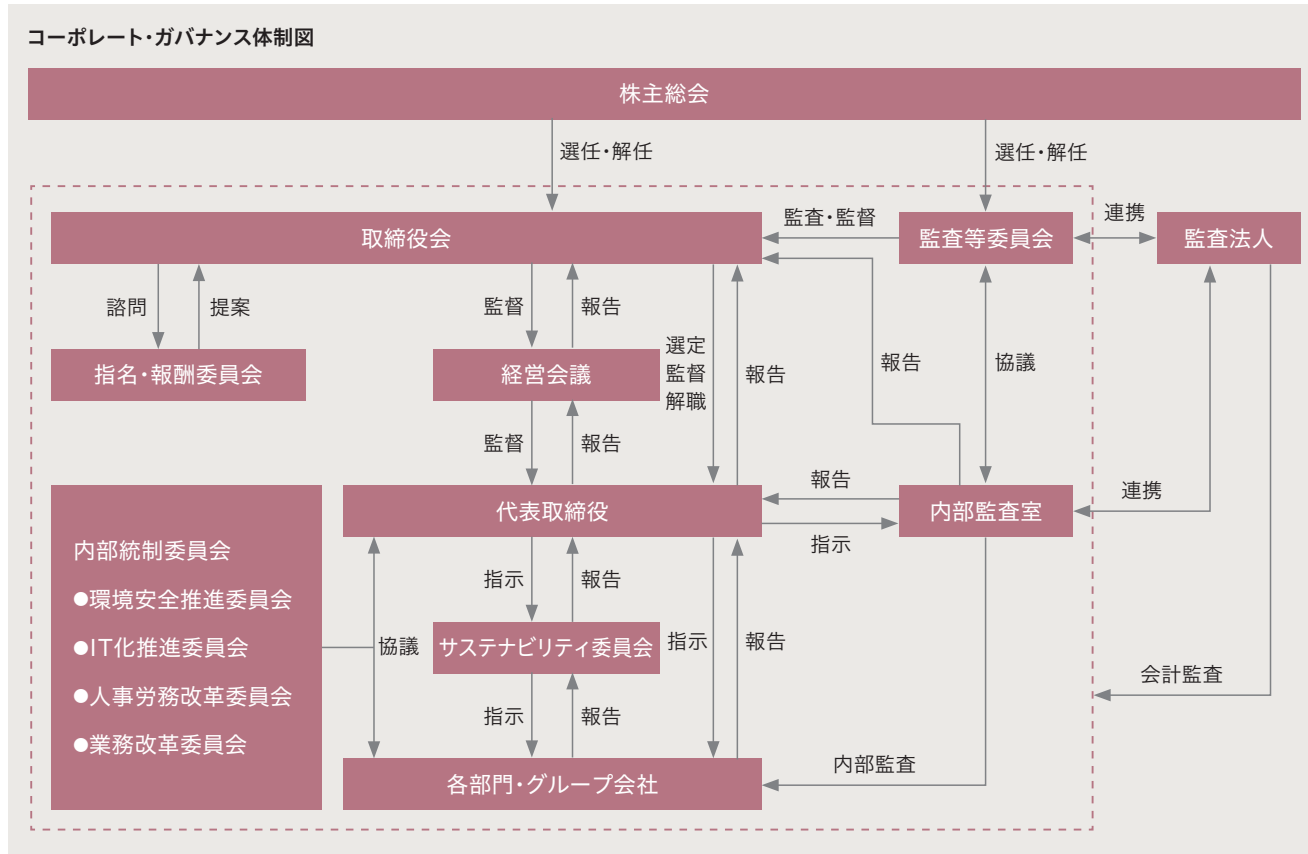 コーポレート・ガバナンス体制図
株主総会
選任・解任
選任・解任
取締役会
監査・監督
監査等委員会
連携
監査法人
諮問
提案
監督
報告
選定
監督
解職
報告
報告
協議
指名・報酬委員会
経営会議
監督
報告
代表取締役
報告
指示
内部監査室
連携
内部統制委員会
●環境安全推進委員会
●IT化推進委員会
●人事労務改革委員会
●業務改革委員会
協議
指示
報告
サステナビリティ委員会
指示
報告
指示
報告
会計監査
各部門・グループ会社
内部監査